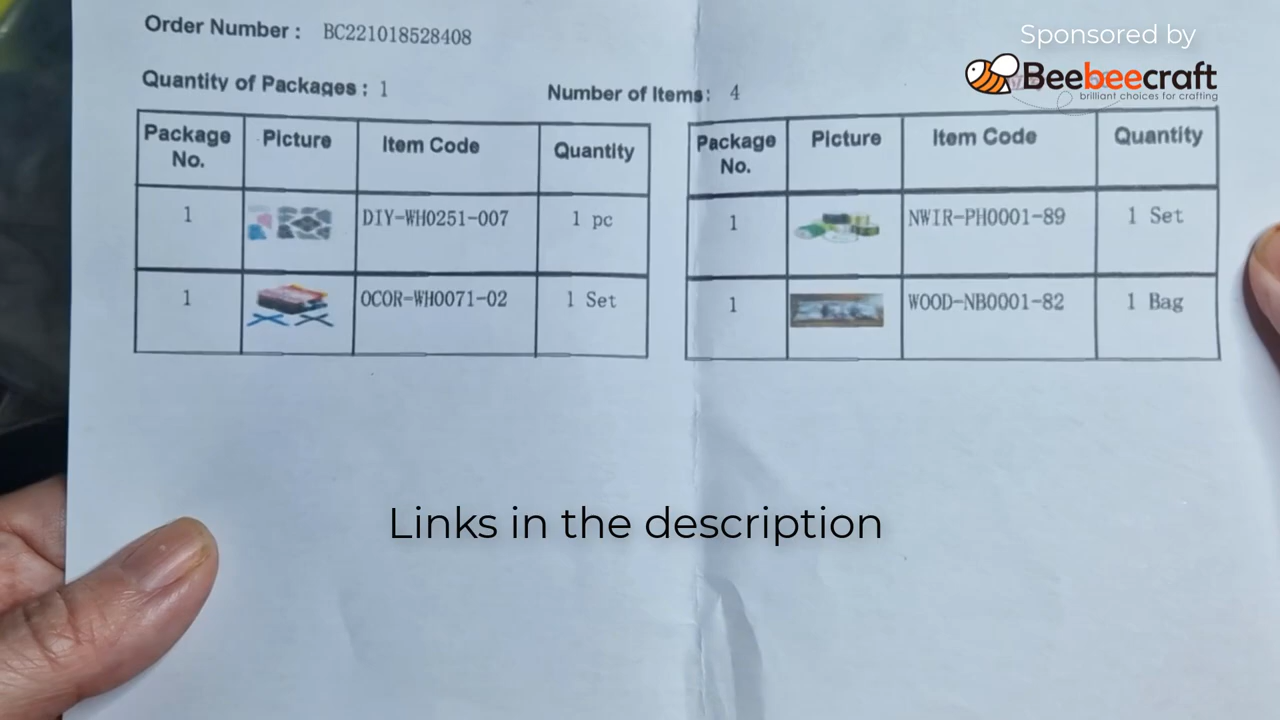 Order Number : BC221018528408
Sponsored by
Beebeecraft
brilliant choices for crafting
Quantity of Packages : 1
Number of Items: 4
Package No. Picture Item Code Quantity
1 DIY-WH0251-007 1 pc
1 OCOR-WH0071-02 1 Set
Package No. Picture Item Code Quantity
1 NWIR-PH0001-89 1 Set
1 WOOD-NB0001-82 1 Bag
Links in the description